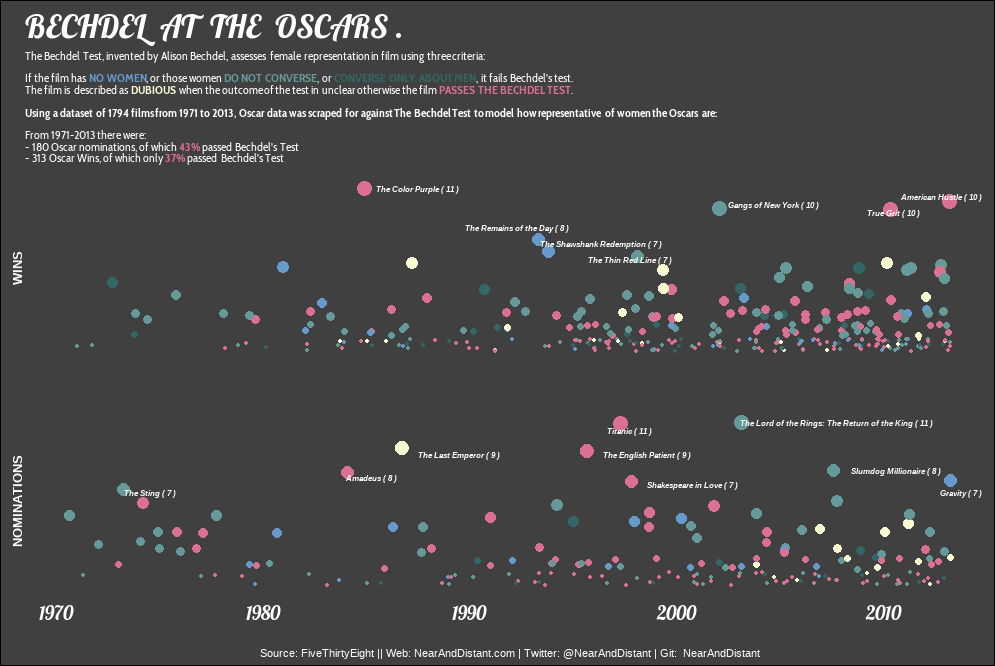 BECHDEL AT THE OSCARS .
The Bechdel Test, invented by Alison Bechdel, assesses female representation in film using three criteria:
If the film has NO WOMEN, or those women DO NOT CONVERSE, or CONVERSE ONLY ABOUT MEN, it fails Bechdel's test.
The film is described as DUBIOUS when the outcome of the test in unclear otherwise the film PASSES THE BECHDEL TEST.
Using a dataset of 1794 films from 1971 to 2013, Oscar data was scraped for against The Bechdel Test to model how representative of women the Oscars are:
From 1971-2013 there were:
- 180 Oscar nominations, of which 43% passed Bechdel's Test
- 313 Oscar Wins, of which only 37% passed Bechdel's Test
WINS
The Color Purple ( 11 )
American Hustle ( 10 )
Gangs of New York ( 10 )
True Grit ( 10 )
The Remains of the Day ( 8 )
The Shawshank Redemption ( 7 )
The Thin Red Line ( 7 )
NOMINATIONS
Titanic ( 11 )
The Lord of the Rings: The Return of the King ( 11 )
The Last Emperor ( 9 )
The English Patient ( 9 )
Amadeus ( 8 )
Slumdog Millionaire ( 8 )
Shakespeare in Love ( 7 )
The Sting ( 7 )
Gravity ( 7 )
1970 1980 1990 2000 2010
Source: FiveThirtyEight || Web: NearAndDistant.com | Twitter: @NearAndDistant | Git: NearAndDistant